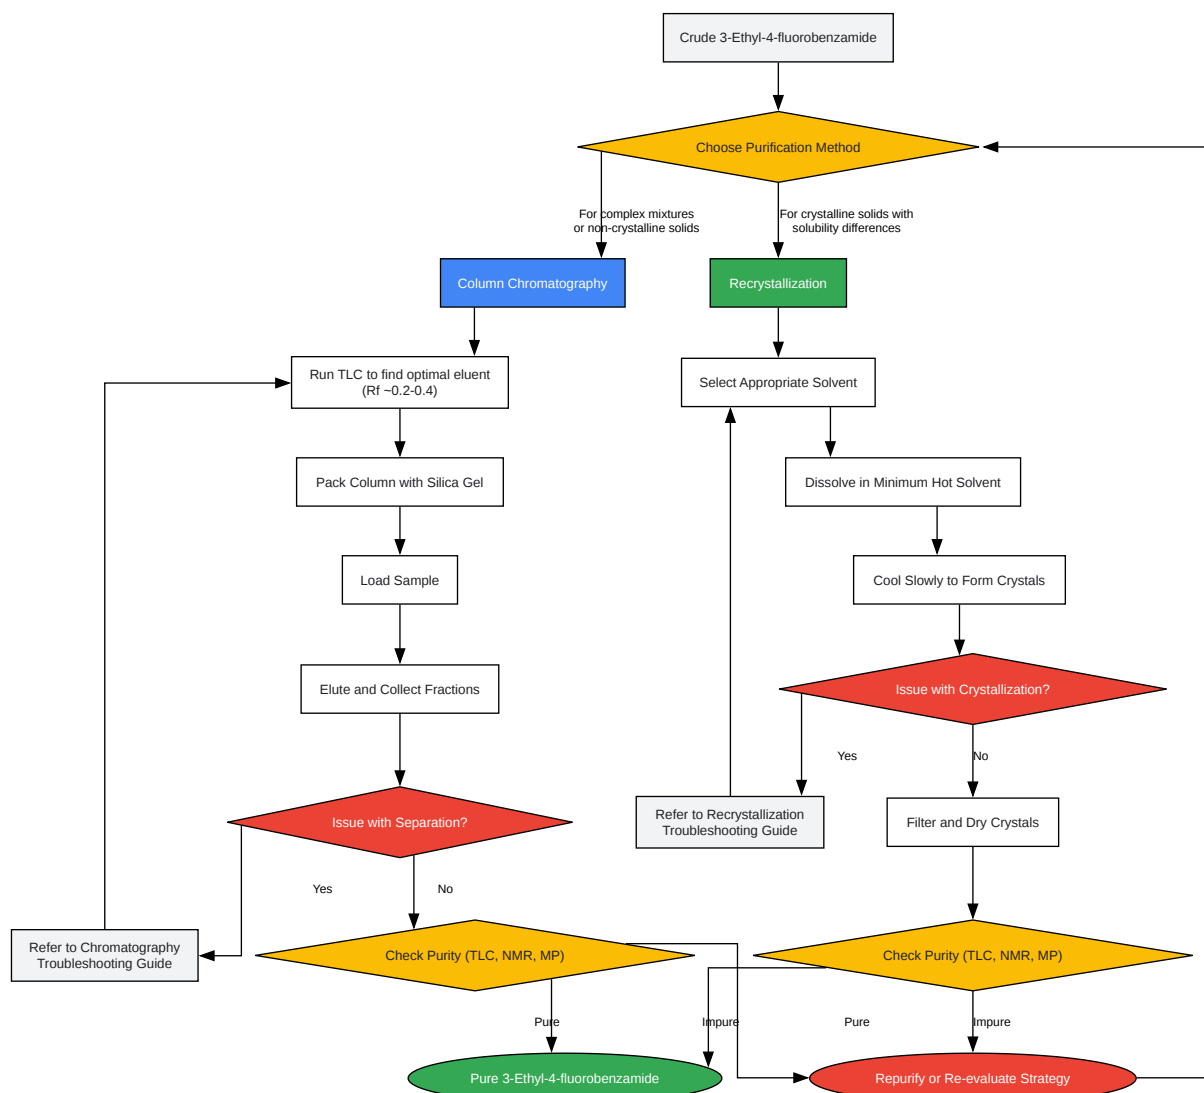 Crude 3-Ethyl-4-fluorobenzamide
Choose Purification Method
For complex mixtures
or non-crystalline solids
For crystalline solids with
solubility differences
Column Chromatography
Recrystallization
Run TLC to find optimal eluent
(Rf ~0.2-0.4)
Select Appropriate Solvent
Pack Column with Silica Gel
Dissolve in Minimum Hot Solvent
Load Sample
Cool Slowly to Form Crystals
Elute and Collect Fractions
Issue with Crystallization?
Yes
No
Refer to Recrystallization
Troubleshooting Guide
Filter and Dry Crystals
Issue with Separation?
Yes
No
Refer to Chromatography
Troubleshooting Guide
Check Purity (TLC, NMR, MP)
Check Purity (TLC, NMR, MP)
Pure
Impure
Pure
Impure
Pure 3-Ethyl-4-fluorobenzamide
Repurify or Re-evaluate Strategy